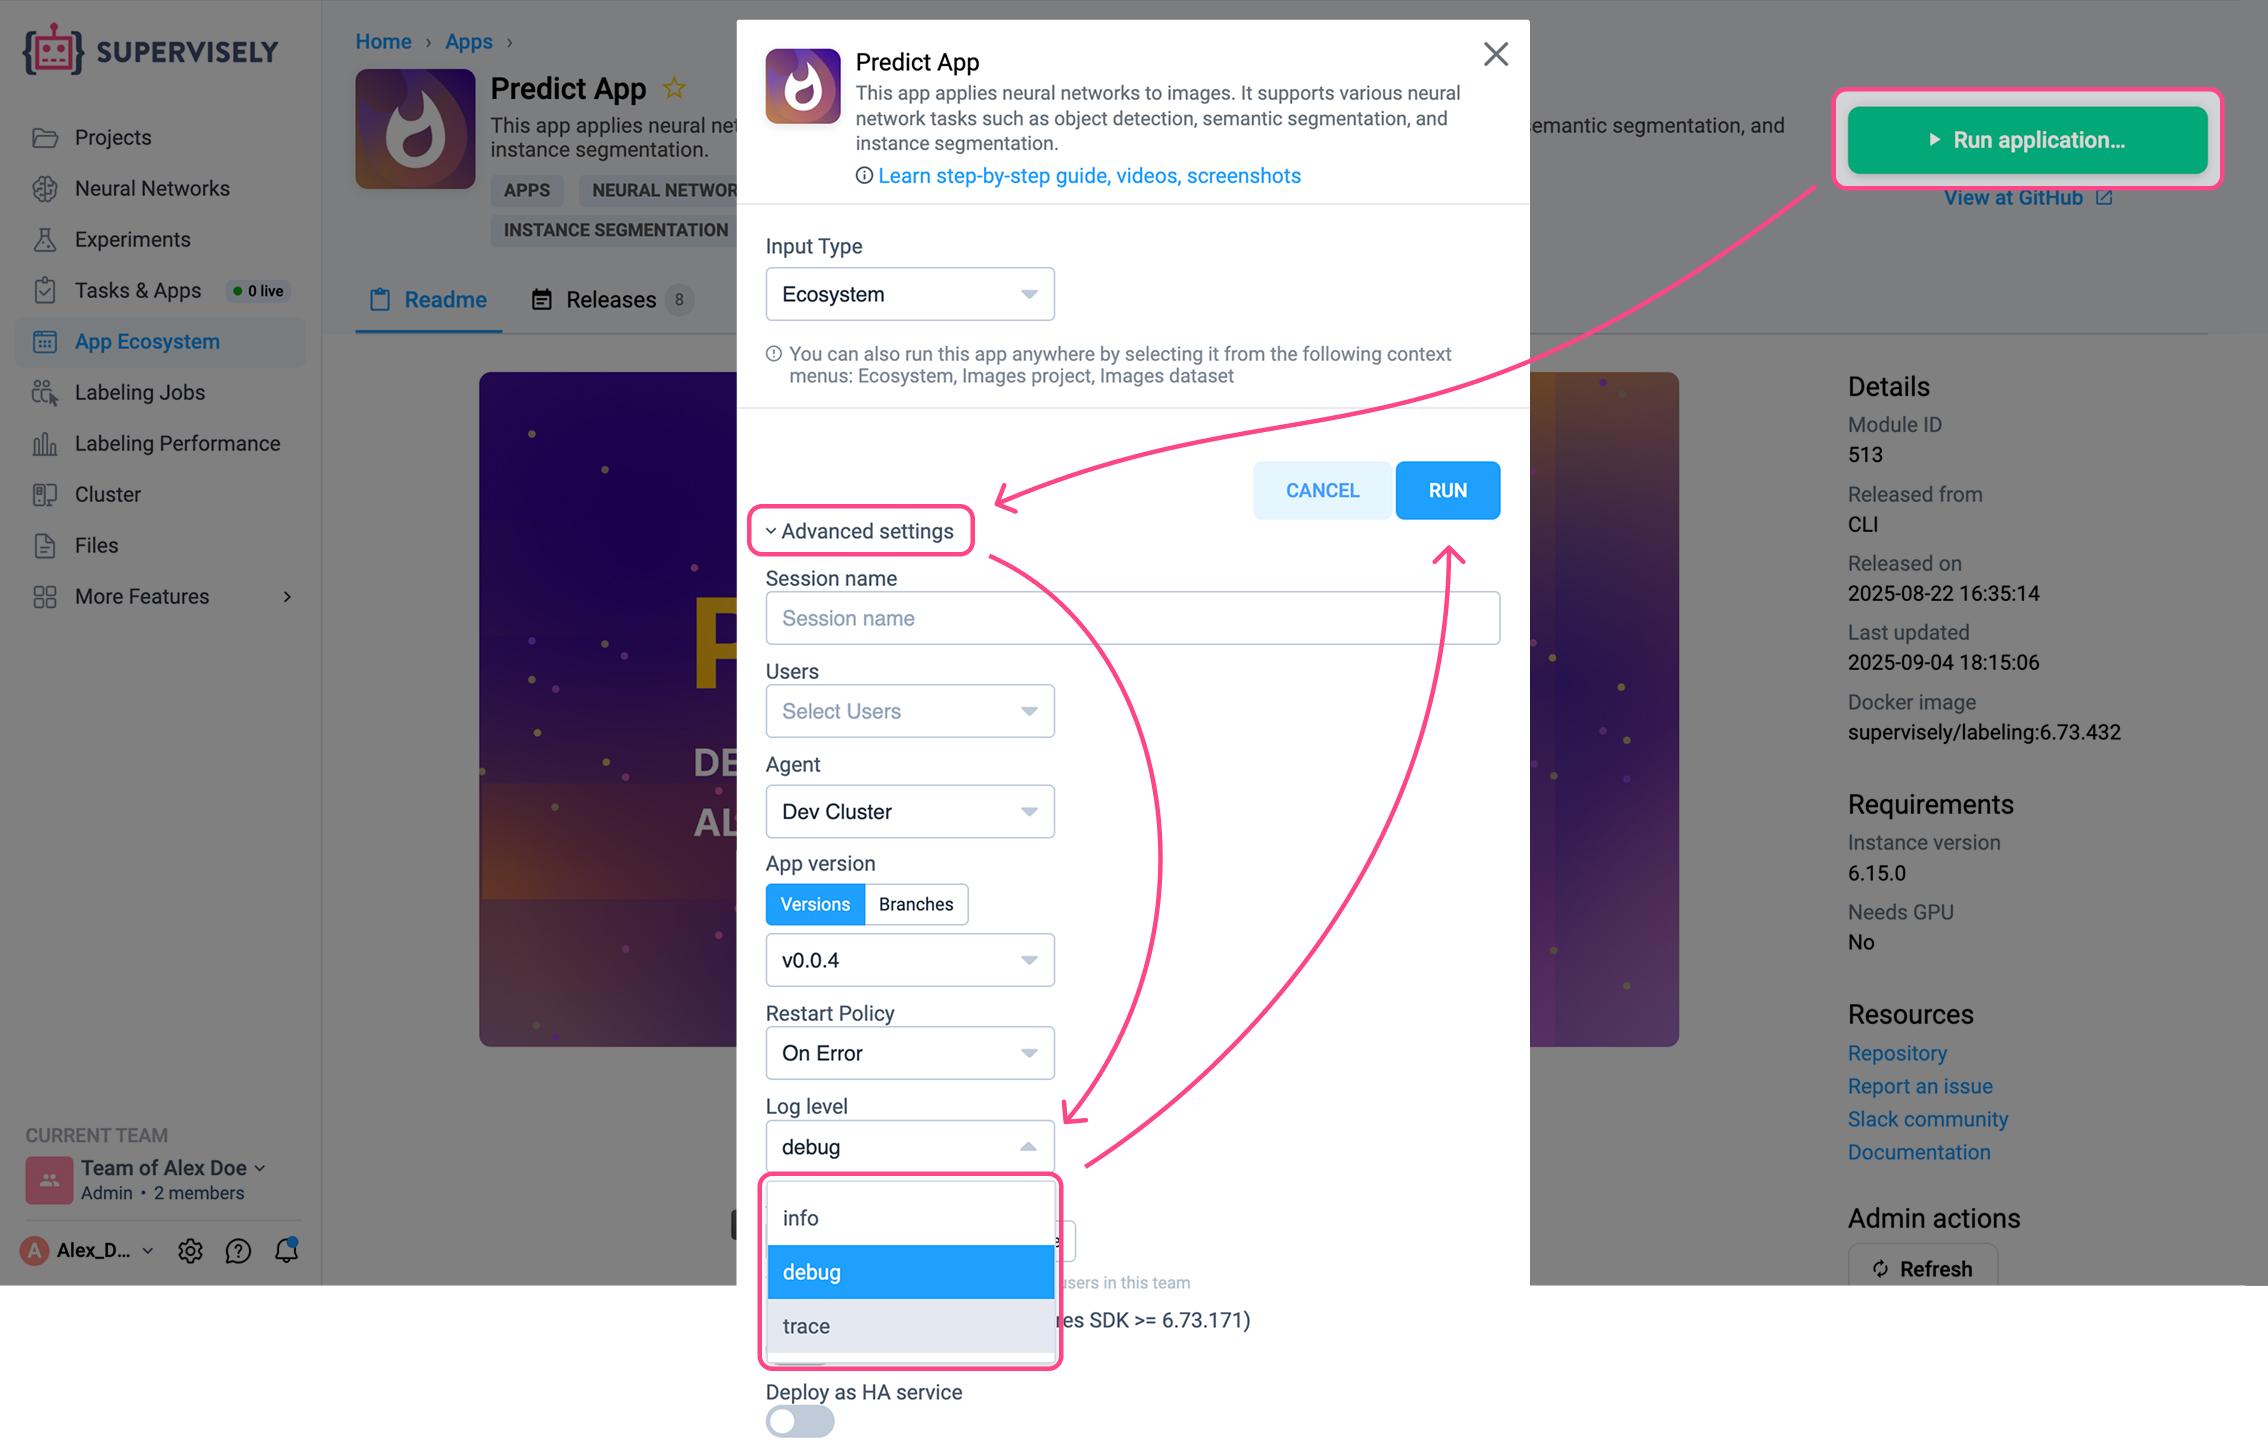 SUPERVISELY
Projects
Neural Networks
Experiments
Tasks & Apps
0 live
App Ecosystem
Labeling Jobs
Labeling Performance
Cluster
Files
More Features
CURRENT TEAM
Team of Alex Doe
Admin • 2 members
A
Alex_D...
Home › Apps ›
Predict App
This app applies neural net
instance segmentation.
emantic segmentation, and
APPS
NEURAL NETWOR
INSTANCE SEGMENTATION
Readme
Releases 8
P
DE
AL
Predict App
This app applies neural networks to images. It supports various neural
network tasks such as object detection, semantic segmentation, and
instance segmentation.
Learn step-by-step guide, videos, screenshots
Input Type
Ecosystem
You can also run this app anywhere by selecting it from the following context
menus: Ecosystem, Images project, Images dataset
CANCEL
RUN
Advanced settings
Session name
Session name
Users
Select Users
Agent
Dev Cluster
App version
Versions
Branches
v0.0.4
Restart Policy
On Error
Log level
debug
info
debug
trace
users in this team
res SDK >= 6.73.171)
Deploy as HA service
Run application...
View at GitHub
Details
Module ID
513
Released from
CLI
Released on
2025-08-22 16:35:14
Last updated
2025-09-04 18:15:06
Docker image
supervisely/labeling:6.73.432
Requirements
Instance version
6.15.0
Needs GPU
No
Resources
Repository
Report an issue
Slack community
Documentation
Admin actions
Refresh